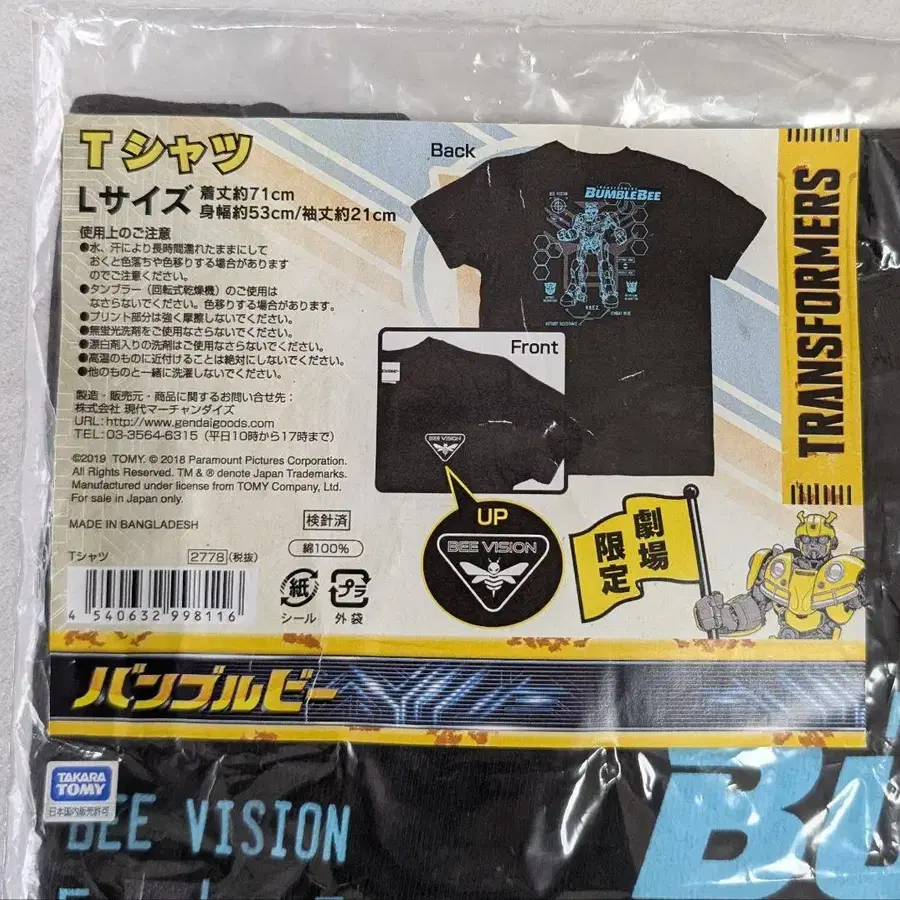 Tシャツ
Lサイズ 着丈約71cm
身幅約53cm/袖丈約21cm
使用上のご注意
●水、汗により長時間濡れたままにして
おくと色落ちや色移りする場合があります
のでご注意ください。
●タンブラー(回転式乾燥機)のご使用は
なさらないでください。色移りする場合があります。
●プリント部分は強く摩擦しないでください。
●無蛍光洗剤をご使用なさらないでください。
●漂白剤入りの洗剤はご使用なさらないでください。
●高温のものに近付けることは絶対にしないでください。
●他のものと一緒に洗濯しないでください。
製造・販売元・商品に関するお問い合せ先:
株式会社 現代マーチャンダイズ
URL:http://www.gendaigoods.com
TEL:03-3564-6315(平日10時から17時まで)
©2019 TOMY. © 2018 Paramount Pictures Corporation.
All Rights Reserved. TM & ® denote Japan Trademarks.
Manufactured under license from TOMY Company, Ltd.
For sale in Japan only.
MADE IN BANGLADESH
検針済
綿100%
Tシャツ 2778(税抜)
4 540632 998116
紙
シール
プラ
外袋
Back
BEE VISION
BUMBLEBEE
Front
BEE VISION
UP
BEE VISION
劇場
限定
TRANSFORMERS
バンブルビー
TAKARA
TOMY
日本国内販売許可
BEE VISION